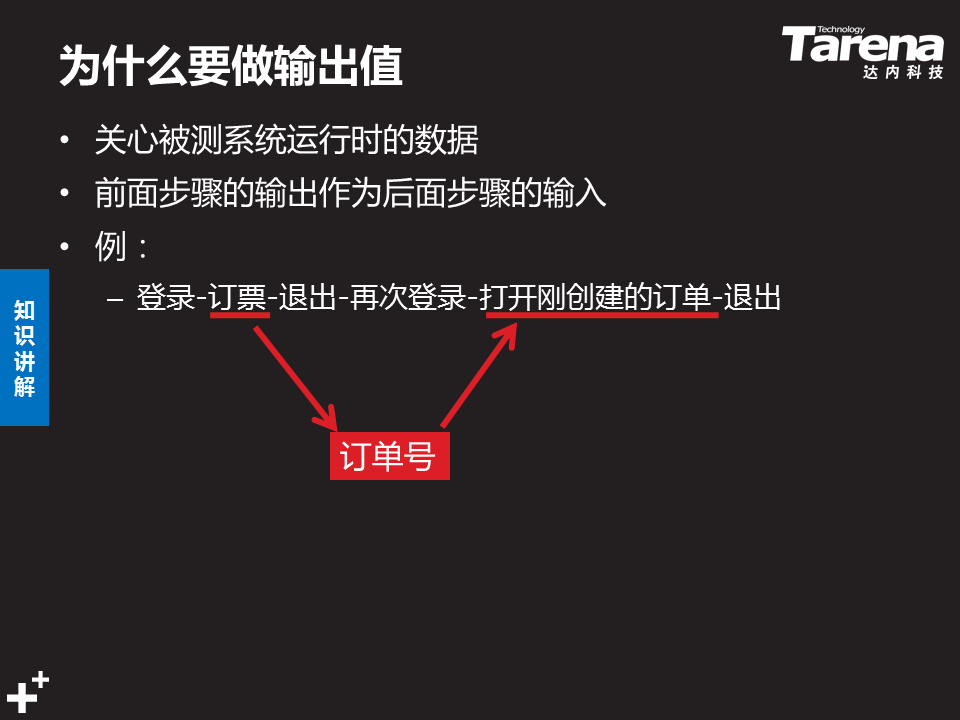 为什么要做输出值
Technology
Tarena
达内科技
• 关心被测系统运行时的数据
• 前面步骤的输出作为后面步骤的输入
• 例：
– 登录-订票-退出-再次登录-打开刚创建的订单-退出
知识讲解
订单号